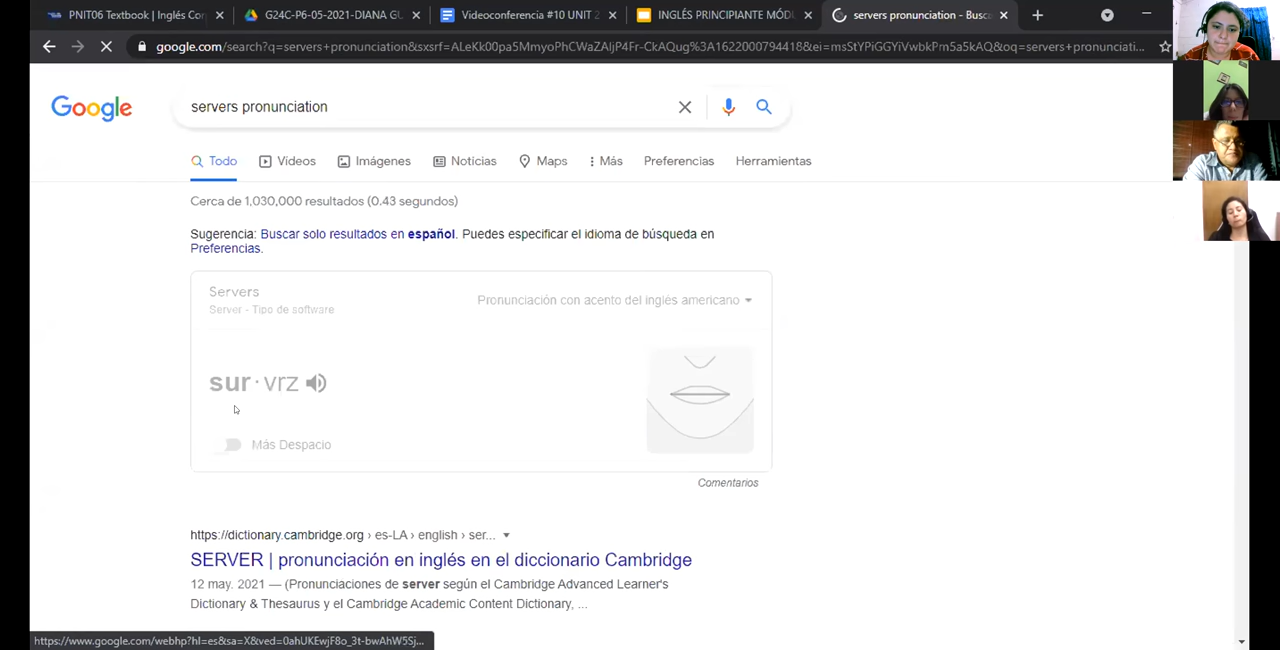 PNIT06 Textbook | Inglés Cor
G24C-P6-05-2021-DIANA GU
Videoconferencia #10 UNIT 2
INGLÉS PRINCIPIANTE MÓDU
servers pronunciation - Busc
google.com/search?q=servers+pronunciation&sxsrf=ALeKk00pa5MmyoPhCWaZAljP4Fr-CkAQug%3A1622000794418&ei=mssStYPiGGYiVwbkPm5a5kAQ&oq=servers+pronunciati...
Google
servers pronunciation
Todo
Vídeos
Imágenes
Noticias
Maps
Más
Preferencias
Herramientas
Cerca de 1,030,000 resultados (0.43 segundos)
Sugerencia: Buscar solo resultados en español. Puedes especificar el idioma de búsqueda en
Preferencias.
Servers
Pronunciación con acento del inglés americano
Server - Tipo de software
sur · vrz
Más Despacio
Comentarios
https://dictionary.cambridge.org › es-LA › english › ser...
SERVER | pronunciación en inglés en el diccionario Cambridge
12 may. 2021 — (Pronunciaciones de server según el Cambridge Advanced Learner's
Dictionary & Thesaurus y el Cambridge Academic Content Dictionary, ...
https://www.google.com/webhp?hl=es&sa=X&ved=0ahUKEwjF8o_3t-bwAhW5Sj...